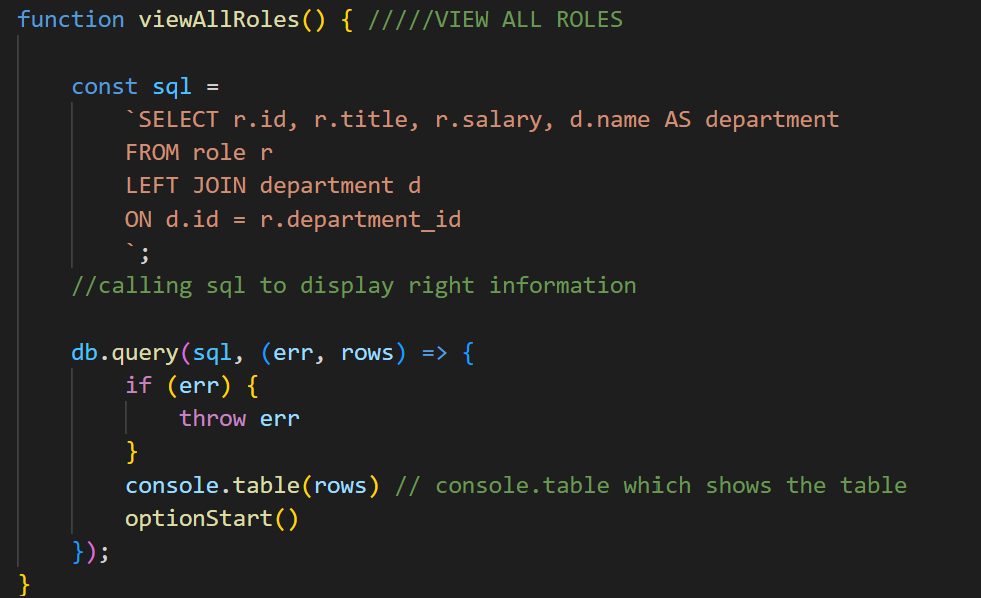 function viewAllRoles() { /////VIEW ALL ROLES
const sql =
`SELECT r.id, r.title, r.salary, d.name AS department
FROM role r
LEFT JOIN department d
ON d.id = r.department_id
`;
//calling sql to display right information
db.query(sql, (err, rows) => {
if (err) {
throw err
}
console.table(rows) // console.table which shows the table
optionStart()
});
}